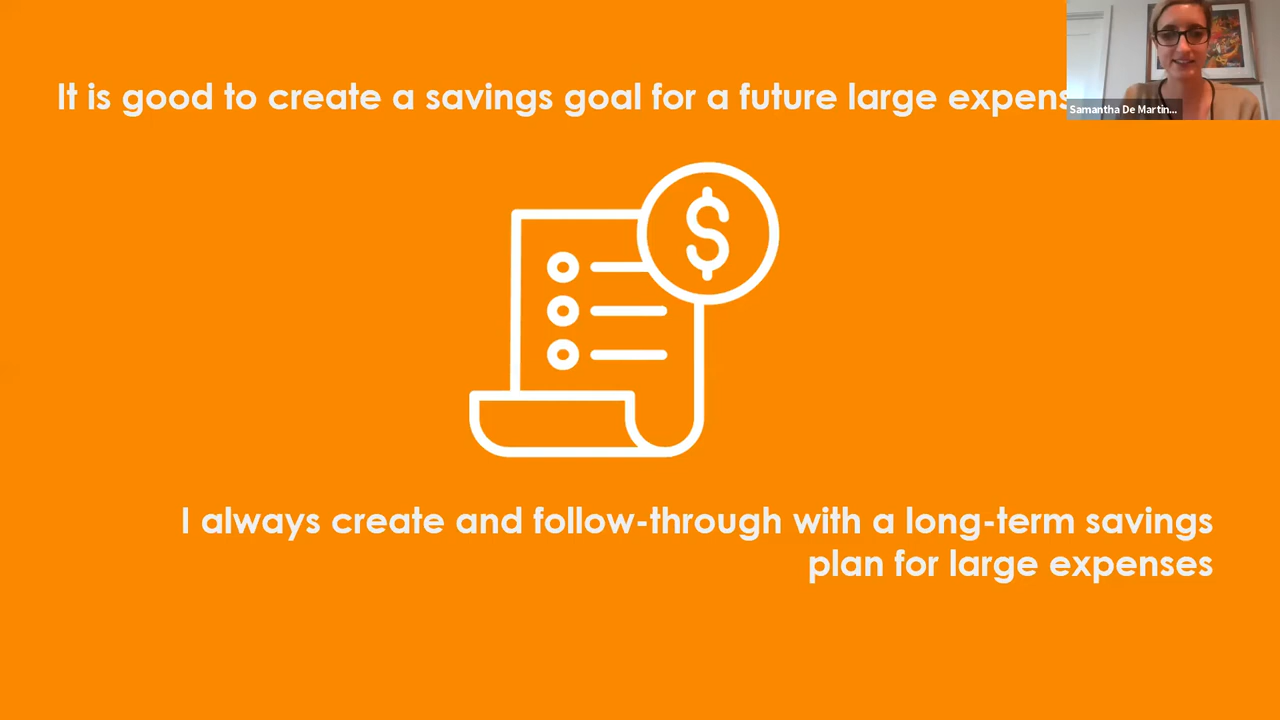 It is good to create a savings goal for a future large expens
Samantha De Martin...
$
I always create and follow-through with a long-term savings
plan for large expenses